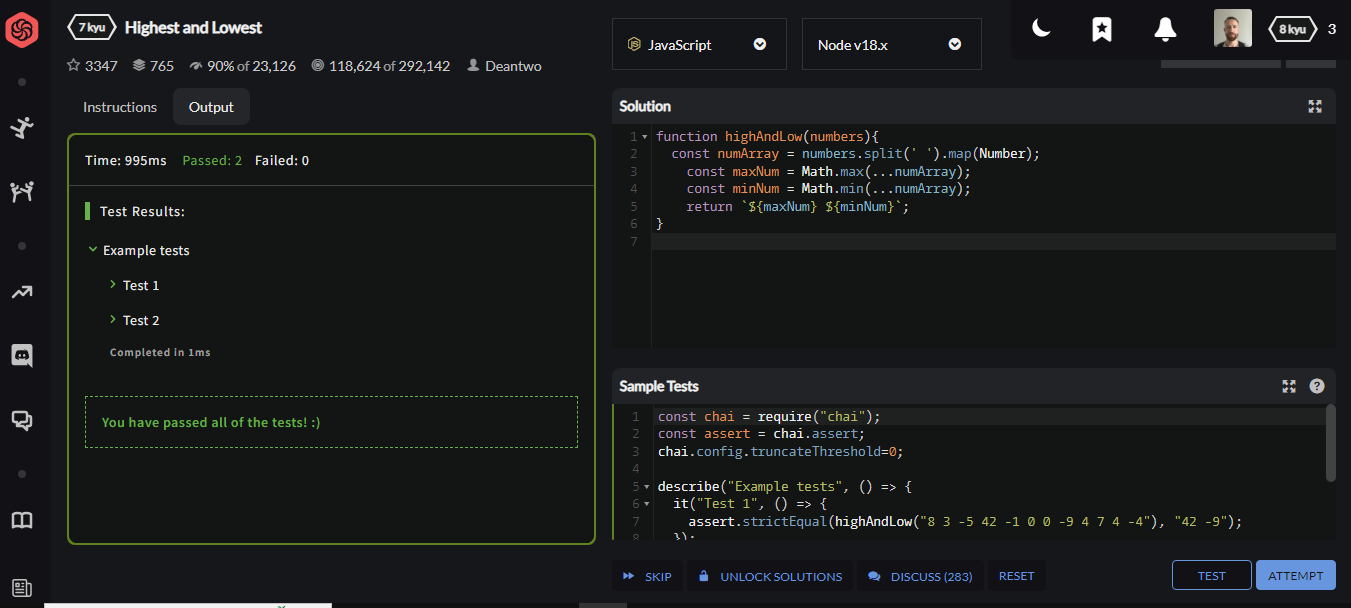 7 kyu Highest and Lowest
3347 765 90% of 23,126 118,624 of 292,142 Deantwo
Instructions Output
Time: 995ms Passed: 2 Failed: 0
Test Results:
Example tests
Test 1
Test 2
Completed in 1ms
You have passed all of the tests! :)
JS JavaScript Node v18.x
8 kyu 3
Solution
1 function highAndLow(numbers){
2 const numArray = numbers.split(' ').map(Number);
3 const maxNum = Math.max(...numArray);
4 const minNum = Math.min(...numArray);
5 return `${maxNum} ${minNum}`;
6 }
7
Sample Tests ?
1 const chai = require("chai");
2 const assert = chai.assert;
3 chai.config.truncateThreshold=0;
4
5 describe("Example tests", () => {
6 it("Test 1", () => {
7 assert.strictEqual(highAndLow("8 3 -5 42 -1 0 0 -9 4 7 4 -4"), "42 -9");
8 });
SKIP UNLOCK SOLUTIONS DISCUSS (283) RESET TEST ATTEMPT